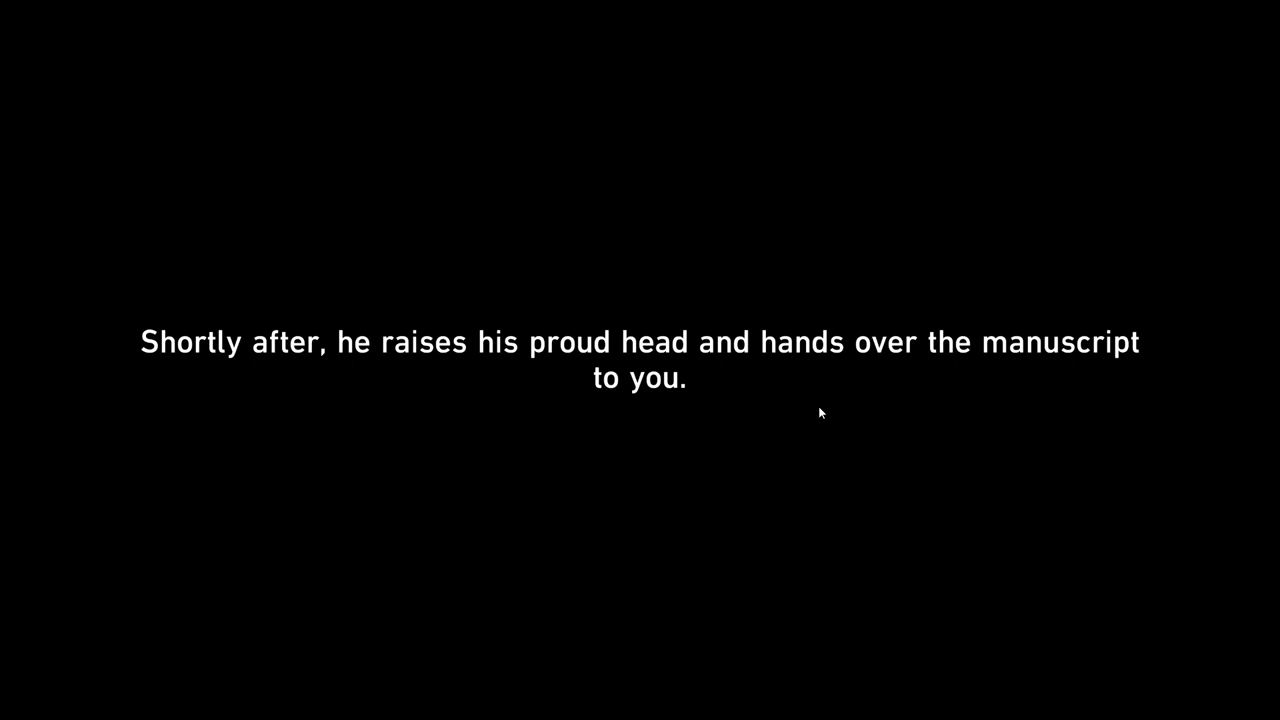 Shortly after, he raises his proud head and hands over the manuscript
to you.